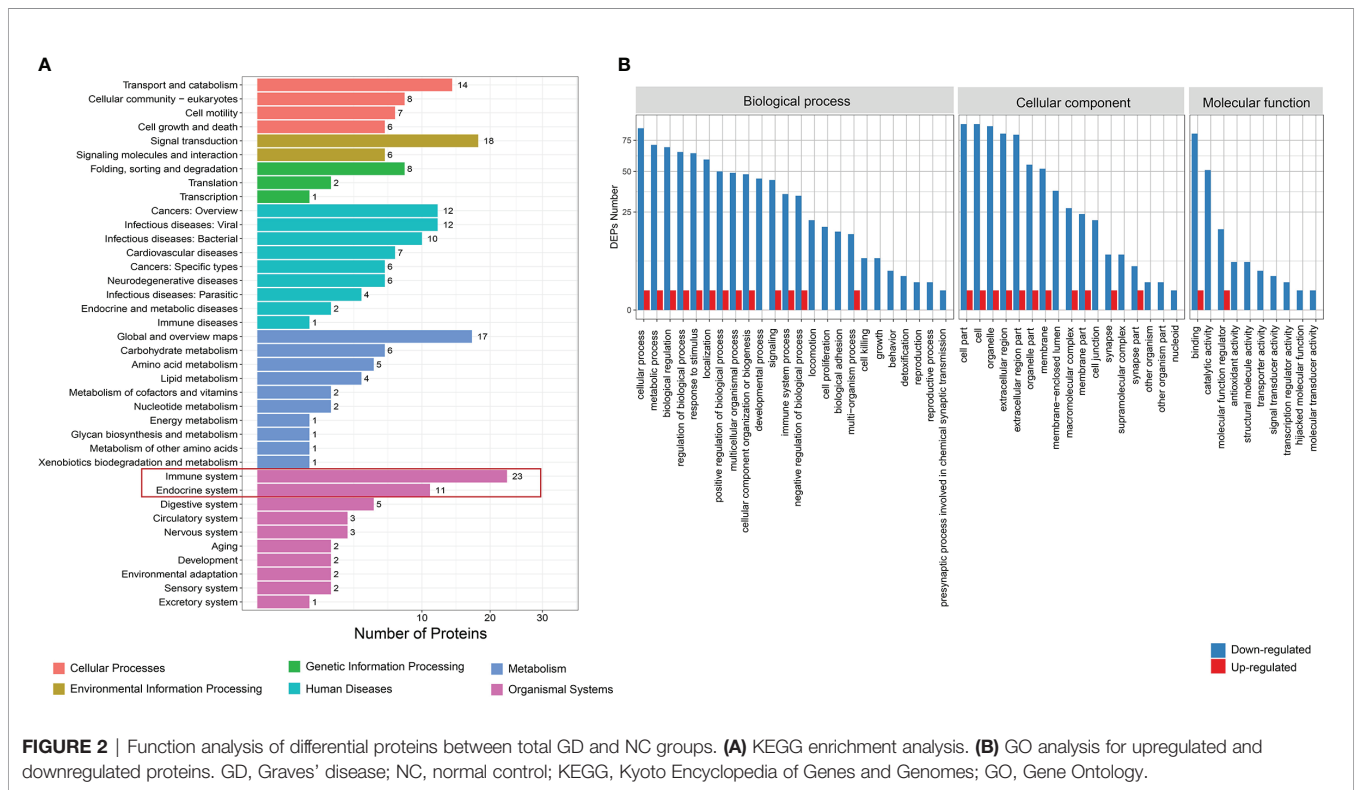 A
Transport and catabolism 14
Cellular community − eukaryotes 8
Cell motility 7
Cell growth and death 6
Signal transduction 18
Signaling molecules and interaction 6
Folding, sorting and degradation 8
Translation 2
Transcription 1
Cancers: Overview 12
Infectious diseases: Viral 12
Infectious diseases: Bacterial 10
Cardiovascular diseases 7
Cancers: Specific types 6
Neurodegenerative diseases 6
Infectious diseases: Parasitic 4
Endocrine and metabolic diseases 2
Immune diseases 1
Global and overview maps 17
Carbohydrate metabolism 6
Amino acid metabolism 5
Lipid metabolism 4
Metabolism of cofactors and vitamins 2
Nucleotide metabolism 2
Energy metabolism 1
Glycan biosynthesis and metabolism 1
Metabolism of other amino acids 1
Xenobiotics biodegradation and metabolism 1
Immune system 23
Endocrine system 11
Digestive system 5
Circulatory system 3
Nervous system 3
Aging 2
Development 2
Environmental adaptation 2
Sensory system 2
Excretory system 1
10 20 30
Number of Proteins
Cellular Processes
Genetic Information Processing
Metabolism
Environmental Information Processing
Human Diseases
Organismal Systems
B
Biological process
Cellular component
Molecular function
DEPs Number
75
50
25
0
cellular process
metabolic process
biological regulation
regulation of biological process
response to stimulus
localization
positive regulation of biological process
multicellular organismal process
cellular component organization or biogenesis
developmental process
signaling
immune system process
negative regulation of biological process
locomotion
cell proliferation
biological adhesion
multi-organism process
cell killing
growth
behavior
detoxification
reproduction
reproductive process
presynaptic process involved in chemical synaptic transmission
cell part
cell
organelle
extracellular region
extracellular region part
organelle part
membrane
membrane-enclosed lumen
macromolecular complex
membrane part
cell junction
synapse
supramolecular complex
synapse part
other organism
other organism part
nucleoid
binding
catalytic activity
molecular function regulator
antioxidant activity
structural molecule activity
transporter activity
signal transducer activity
transcription regulator activity
hijacked molecular function
molecular transducer activity
Down-regulated
Up-regulated
FIGURE 2 | Function analysis of differential proteins between total GD and NC groups. (A) KEGG enrichment analysis. (B) GO analysis for upregulated and
downregulated proteins. GD, Graves’ disease; NC, normal control; KEGG, Kyoto Encyclopedia of Genes and Genomes; GO, Gene Ontology.